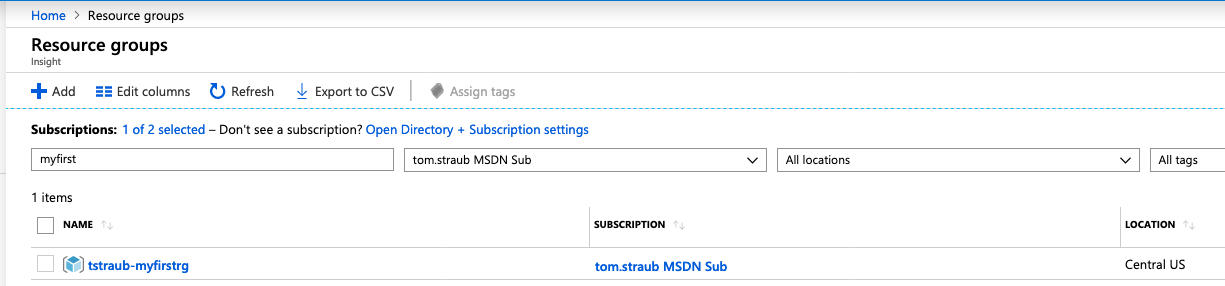 Home > Resource groups
Resource groups
Insight
Add Edit columns Refresh Export to CSV Assign tags
Subscriptions: 1 of 2 selected – Don't see a subscription? Open Directory + Subscription settings
myfirst tom.straub MSDN Sub All locations All tags
1 items
NAME SUBSCRIPTION LOCATION
tstraub-myfirstrg tom.straub MSDN Sub Central US